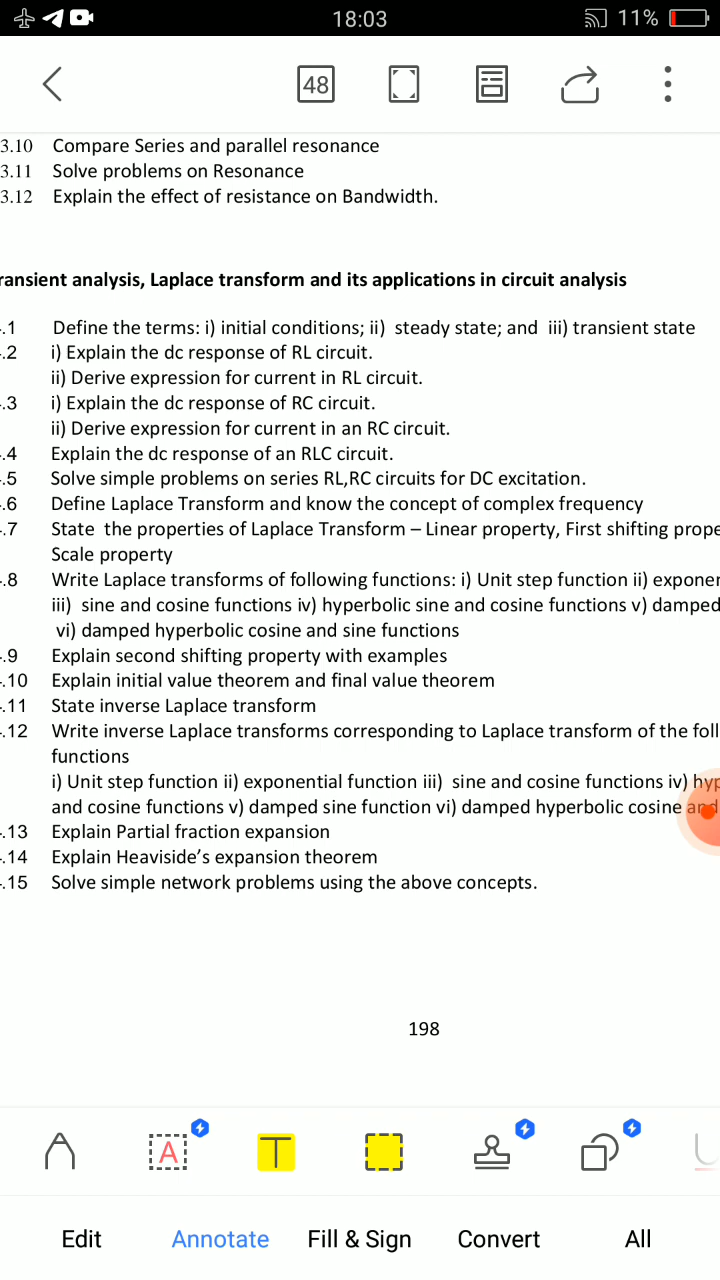 18:03
11%
48
3.10 Compare Series and parallel resonance
3.11 Solve problems on Resonance
3.12 Explain the effect of resistance on Bandwidth.
ransient analysis, Laplace transform and its applications in circuit analysis
.1 Define the terms: i) initial conditions; ii) steady state; and iii) transient state
.2 i) Explain the dc response of RL circuit.
ii) Derive expression for current in RL circuit.
.3 i) Explain the dc response of RC circuit.
ii) Derive expression for current in an RC circuit.
.4 Explain the dc response of an RLC circuit.
.5 Solve simple problems on series RL,RC circuits for DC excitation.
.6 Define Laplace Transform and know the concept of complex frequency
.7 State the properties of Laplace Transform – Linear property, First shifting prope
Scale property
.8 Write Laplace transforms of following functions: i) Unit step function ii) expone
iii) sine and cosine functions iv) hyperbolic sine and cosine functions v) damped
vi) damped hyperbolic cosine and sine functions
.9 Explain second shifting property with examples
.10 Explain initial value theorem and final value theorem
.11 State inverse Laplace transform
.12 Write inverse Laplace transforms corresponding to Laplace transform of the foll
functions
i) Unit step function ii) exponential function iii) sine and cosine functions iv) hyp
and cosine functions v) damped sine function vi) damped hyperbolic cosine and
.13 Explain Partial fraction expansion
.14 Explain Heaviside’s expansion theorem
.15 Solve simple network problems using the above concepts.
198
A T U
Edit Annotate Fill & Sign Convert All